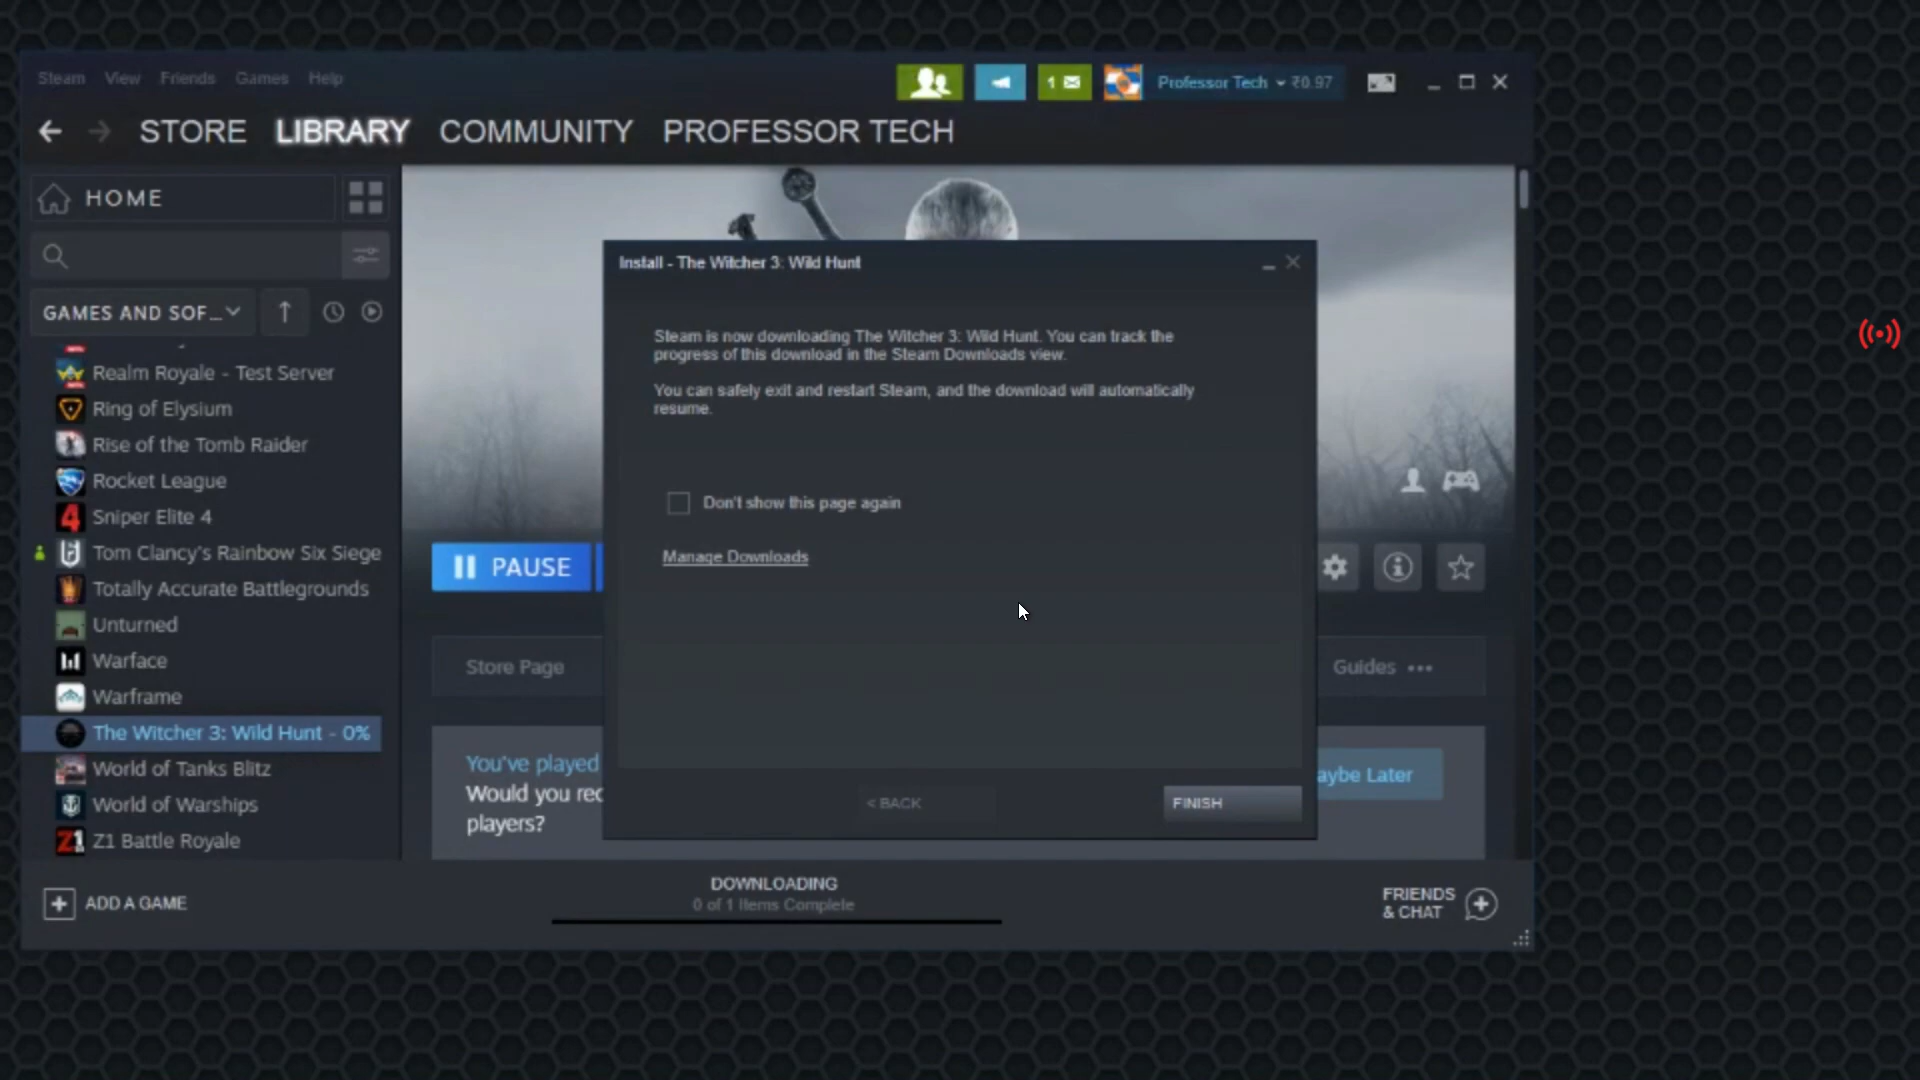 Steam View Friends Games Help
1
Professor Tech ₹0.97
STORE LIBRARY COMMUNITY PROFESSOR TECH
HOME
GAMES AND SOF...
Realm Royale - Test Server
Ring of Elysium
Rise of the Tomb Raider
Rocket League
Sniper Elite 4
Tom Clancy's Rainbow Six Siege
Totally Accurate Battlegrounds
Unturned
Warface
Warframe
The Witcher 3: Wild Hunt - 0%
World of Tanks Blitz
World of Warships
Z1 Battle Royale
Install - The Witcher 3: Wild Hunt
Steam is now downloading The Witcher 3: Wild Hunt. You can track the
progress of this download in the Steam Downloads view.
You can safely exit and restart Steam, and the download will automatically
resume.
Don't show this page again
Manage Downloads
< BACK
FINISH
PAUSE
Store Page
Guides
You've played
Would you rec
players?
aybe Later
ADD A GAME
DOWNLOADING
0 of 1 Items Complete
FRIENDS
& CHAT